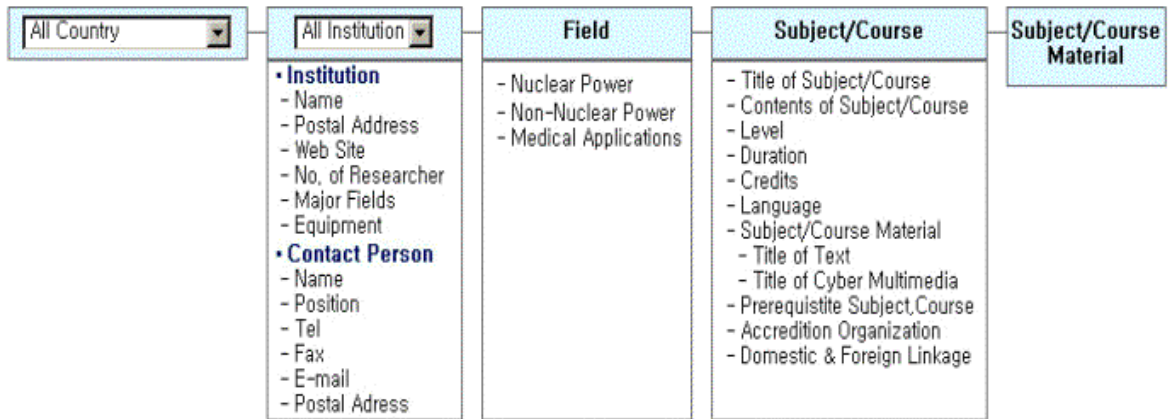 All Country
All Institution
• Institution
- Name
- Postal Address
- Web Site
- No, of Researcher
- Major Fields
- Equipment
• Contact Person
- Name
- Position
- Tel
- Fax
- E-mail
- Postal Adress
Field
- Nuclear Power
- Non-Nuclear Power
- Medical Applications
Subject/Course
- Title of Subject/Course
- Contents of Subject/Course
- Level
- Duration
- Credits
- Language
- Subject/Course Material
- Title of Text
- Title of Cyber Multimedia
- Prerequistite Subject,Course
- Accredition Organization
- Domestic & Foreign Linkage
Subject/Course
Material